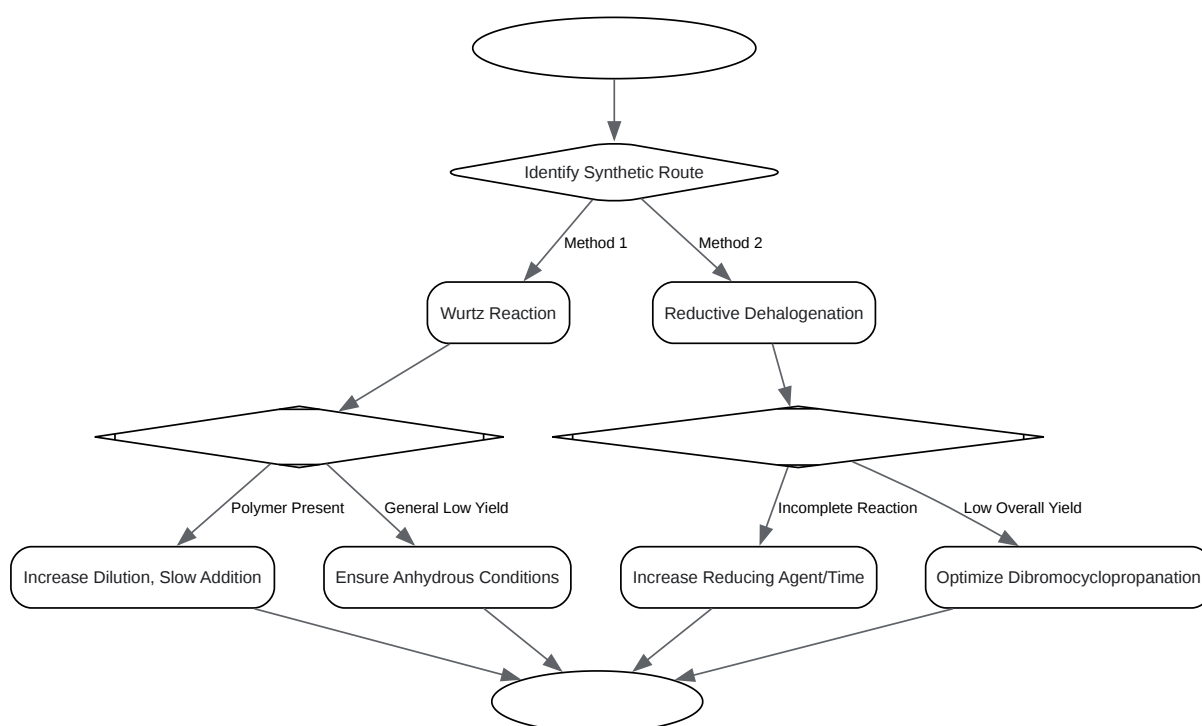 Identify Synthetic Route
Method 1
Method 2
Wurtz Reaction
Reductive Dehalogenation
Polymer Present
General Low Yield
Incomplete Reaction
Low Overall Yield
Increase Dilution, Slow Addition
Ensure Anhydrous Conditions
Increase Reducing Agent/Time
Optimize Dibromocyclopropanation